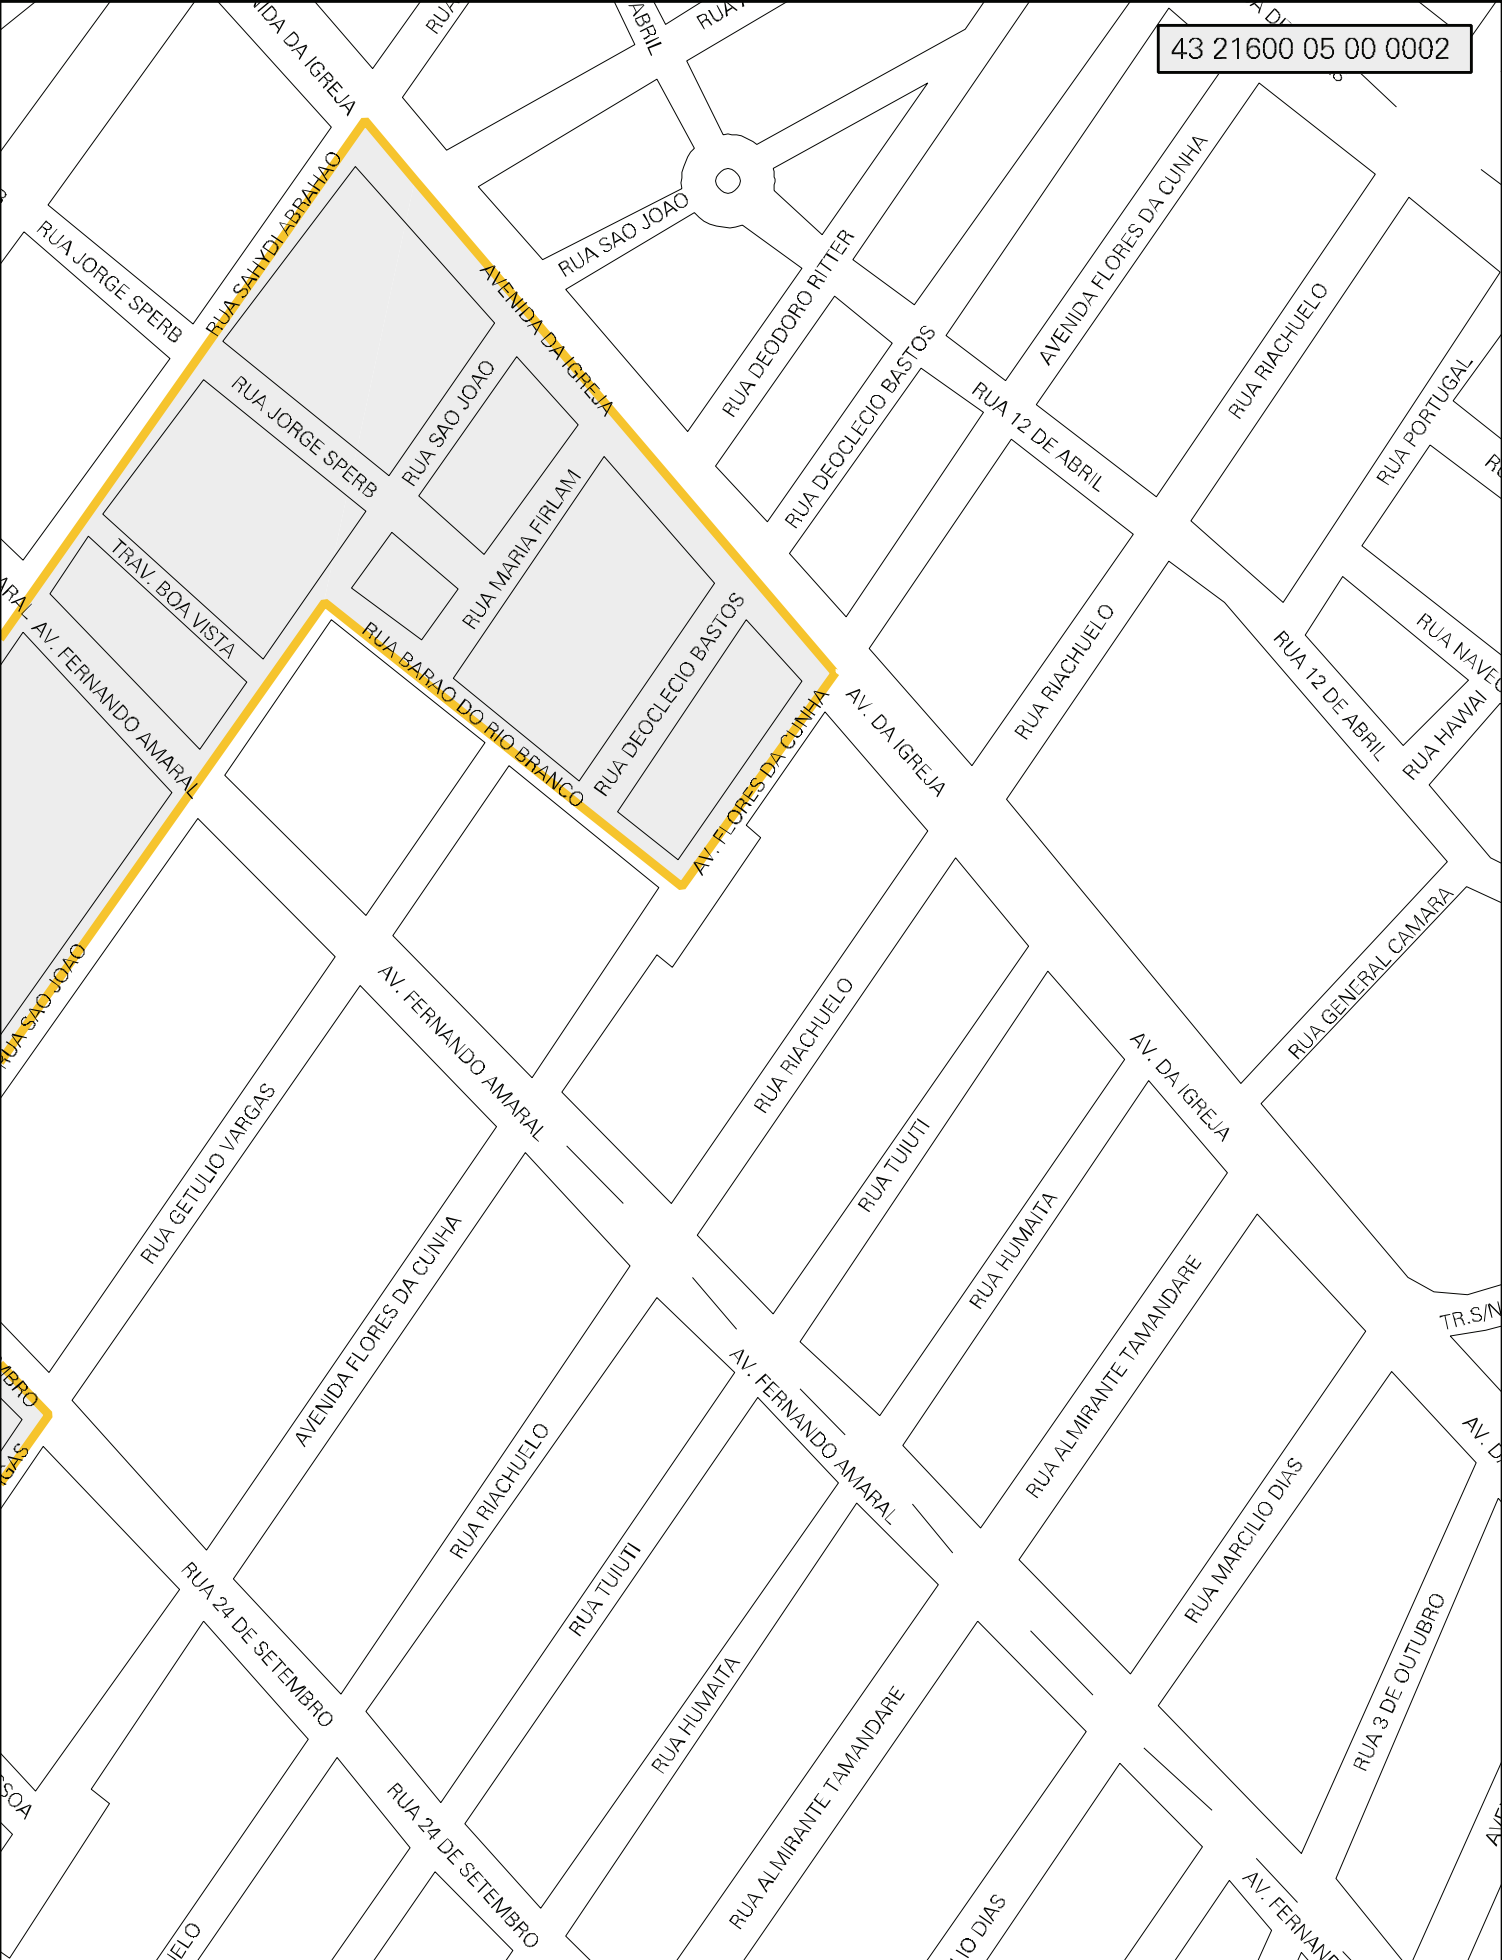 43 21600 05 00 0002
ABRIL
RUA
RUA SAHYDI ABRAHAO
RUA JORGE SPERB
RUA SAO JOAO
AVENIDA DA IGREJA
RUA DEODORO RITTER
AVENIDA FLORES DA CUNHA
RUA RIACHUELO
RUA JORGE SPERB
RUA SAO JOAO
RUA DEOCLECIO BASTOS
RUA 12 DE ABRIL
RUA PORTUGAL
RUA MARIA FIRLAM
TRAV. BOA VISTA
AV. FERNANDO AMARAL
RUA BARAO DO RIO BRANCO
RUA DEOCLECIO BASTOS
AV. FLORES DA CUNHA
AV. DA IGREJA
RUA RIACHUELO
RUA 12 DE ABRIL
RUA HAWAI
RUA SAO JOAO
AV. FERNANDO AMARAL
RUA RIACHUELO
RUA GENERAL CAMARA
AV. DA IGREJA
RUA GETULIO VARGAS
RUA TUIUTI
RUA HUMAITA
AVENIDA FLORES DA CUNHA
RUA ALMIRANTE TAMANDARE
TR.S/N
AV. FERNANDO AMARAL
RUA RIACHUELO
RUA MARCILIO DIAS
RUA 24 DE SETEMBRO
RUA TUIUTI
RUA 3 DE OUTUBRO
RUA HUMAITA
RUA ALMIRANTE TAMANDARE
RUA 24 DE SETEMBRO
DIAS
AV.